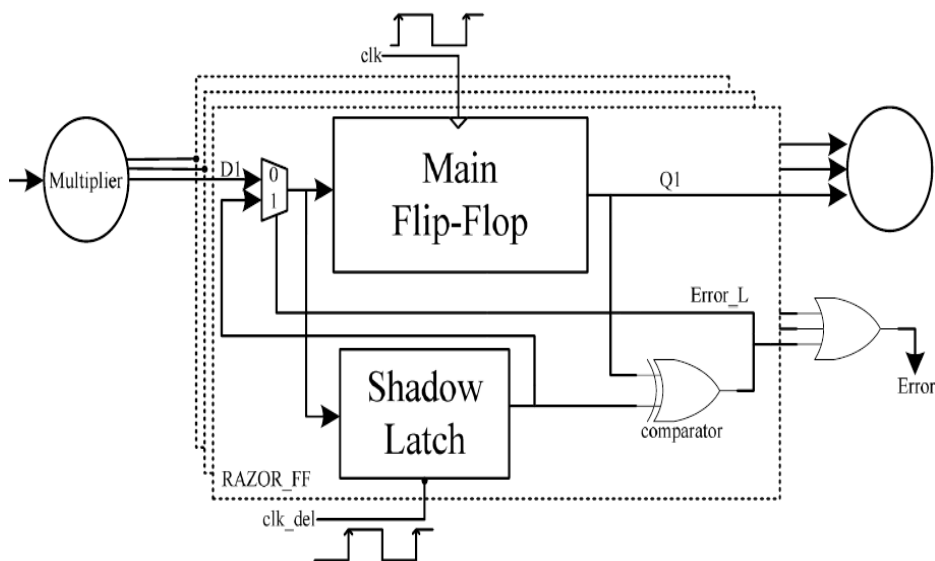 clk
Multiplier
D1
0
1
Main
Flip-Flop
Q1
Error_L
Shadow
Latch
comparator
Error
RAZOR_FF
clk_del